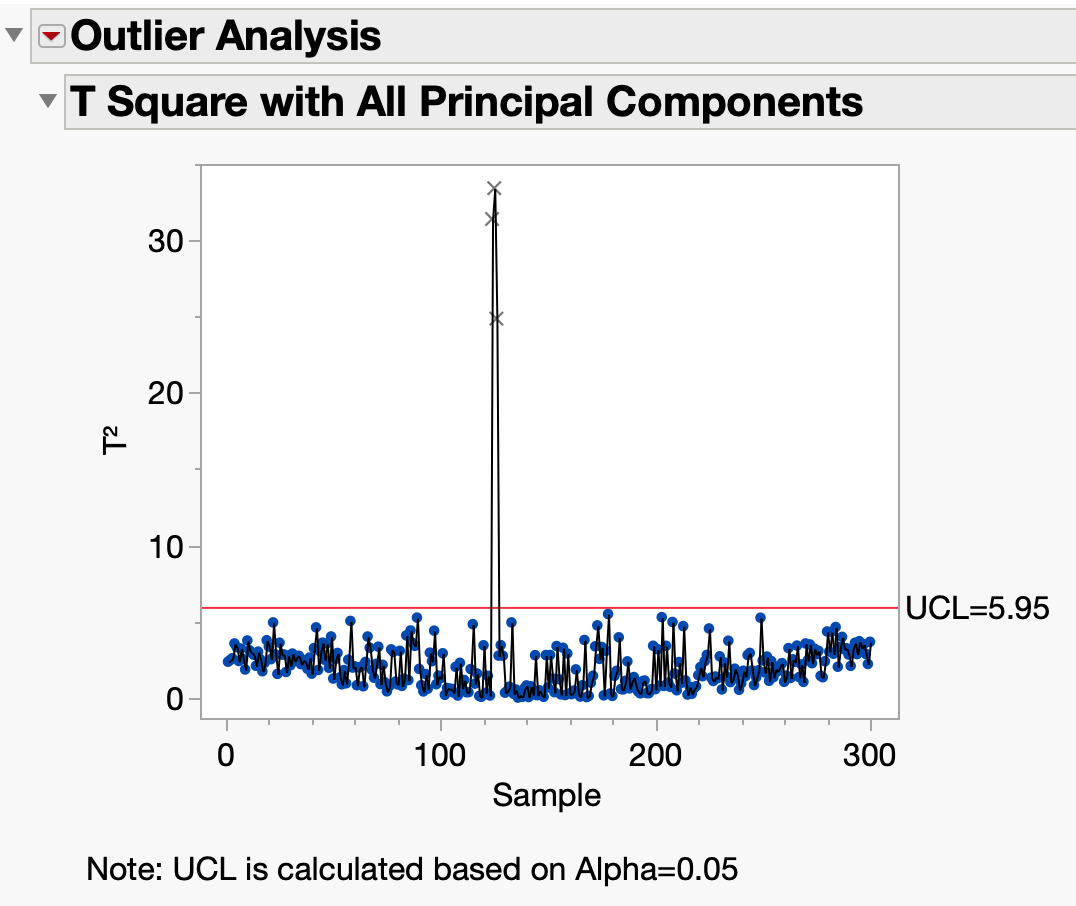 Outlier Analysis
T Square with All Principal Components
30
20
10
0
T²
UCL=5.95
0 100 200 300
Sample
Note: UCL is calculated based on Alpha=0.05